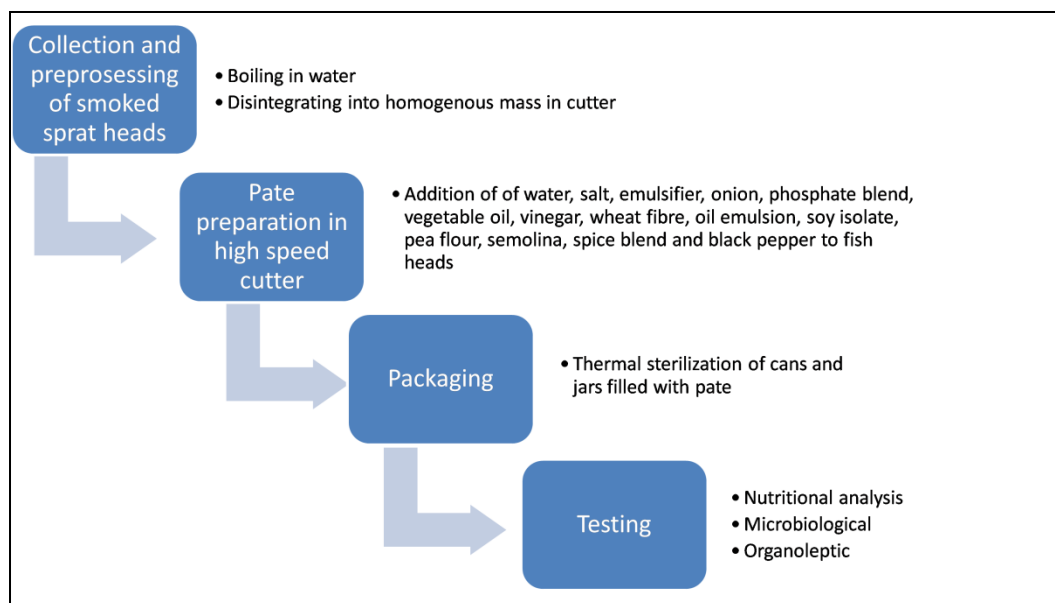 Collection and
preprosessing
of smoked
sprat heads
• Boiling in water
• Disintegrating into homogenous mass in cutter
Pate
preparation in
high speed
cutter
• Addition of of water, salt, emulsifier, onion, phosphate blend,
vegetable oil, vinegar, wheat fibre, oil emulsion, soy isolate,
pea flour, semolina, spice blend and black pepper to fish
heads
Packaging
• Thermal sterilization of cans and
jars filled with pate
Testing
• Nutritional analysis
• Microbiological
• Organoleptic